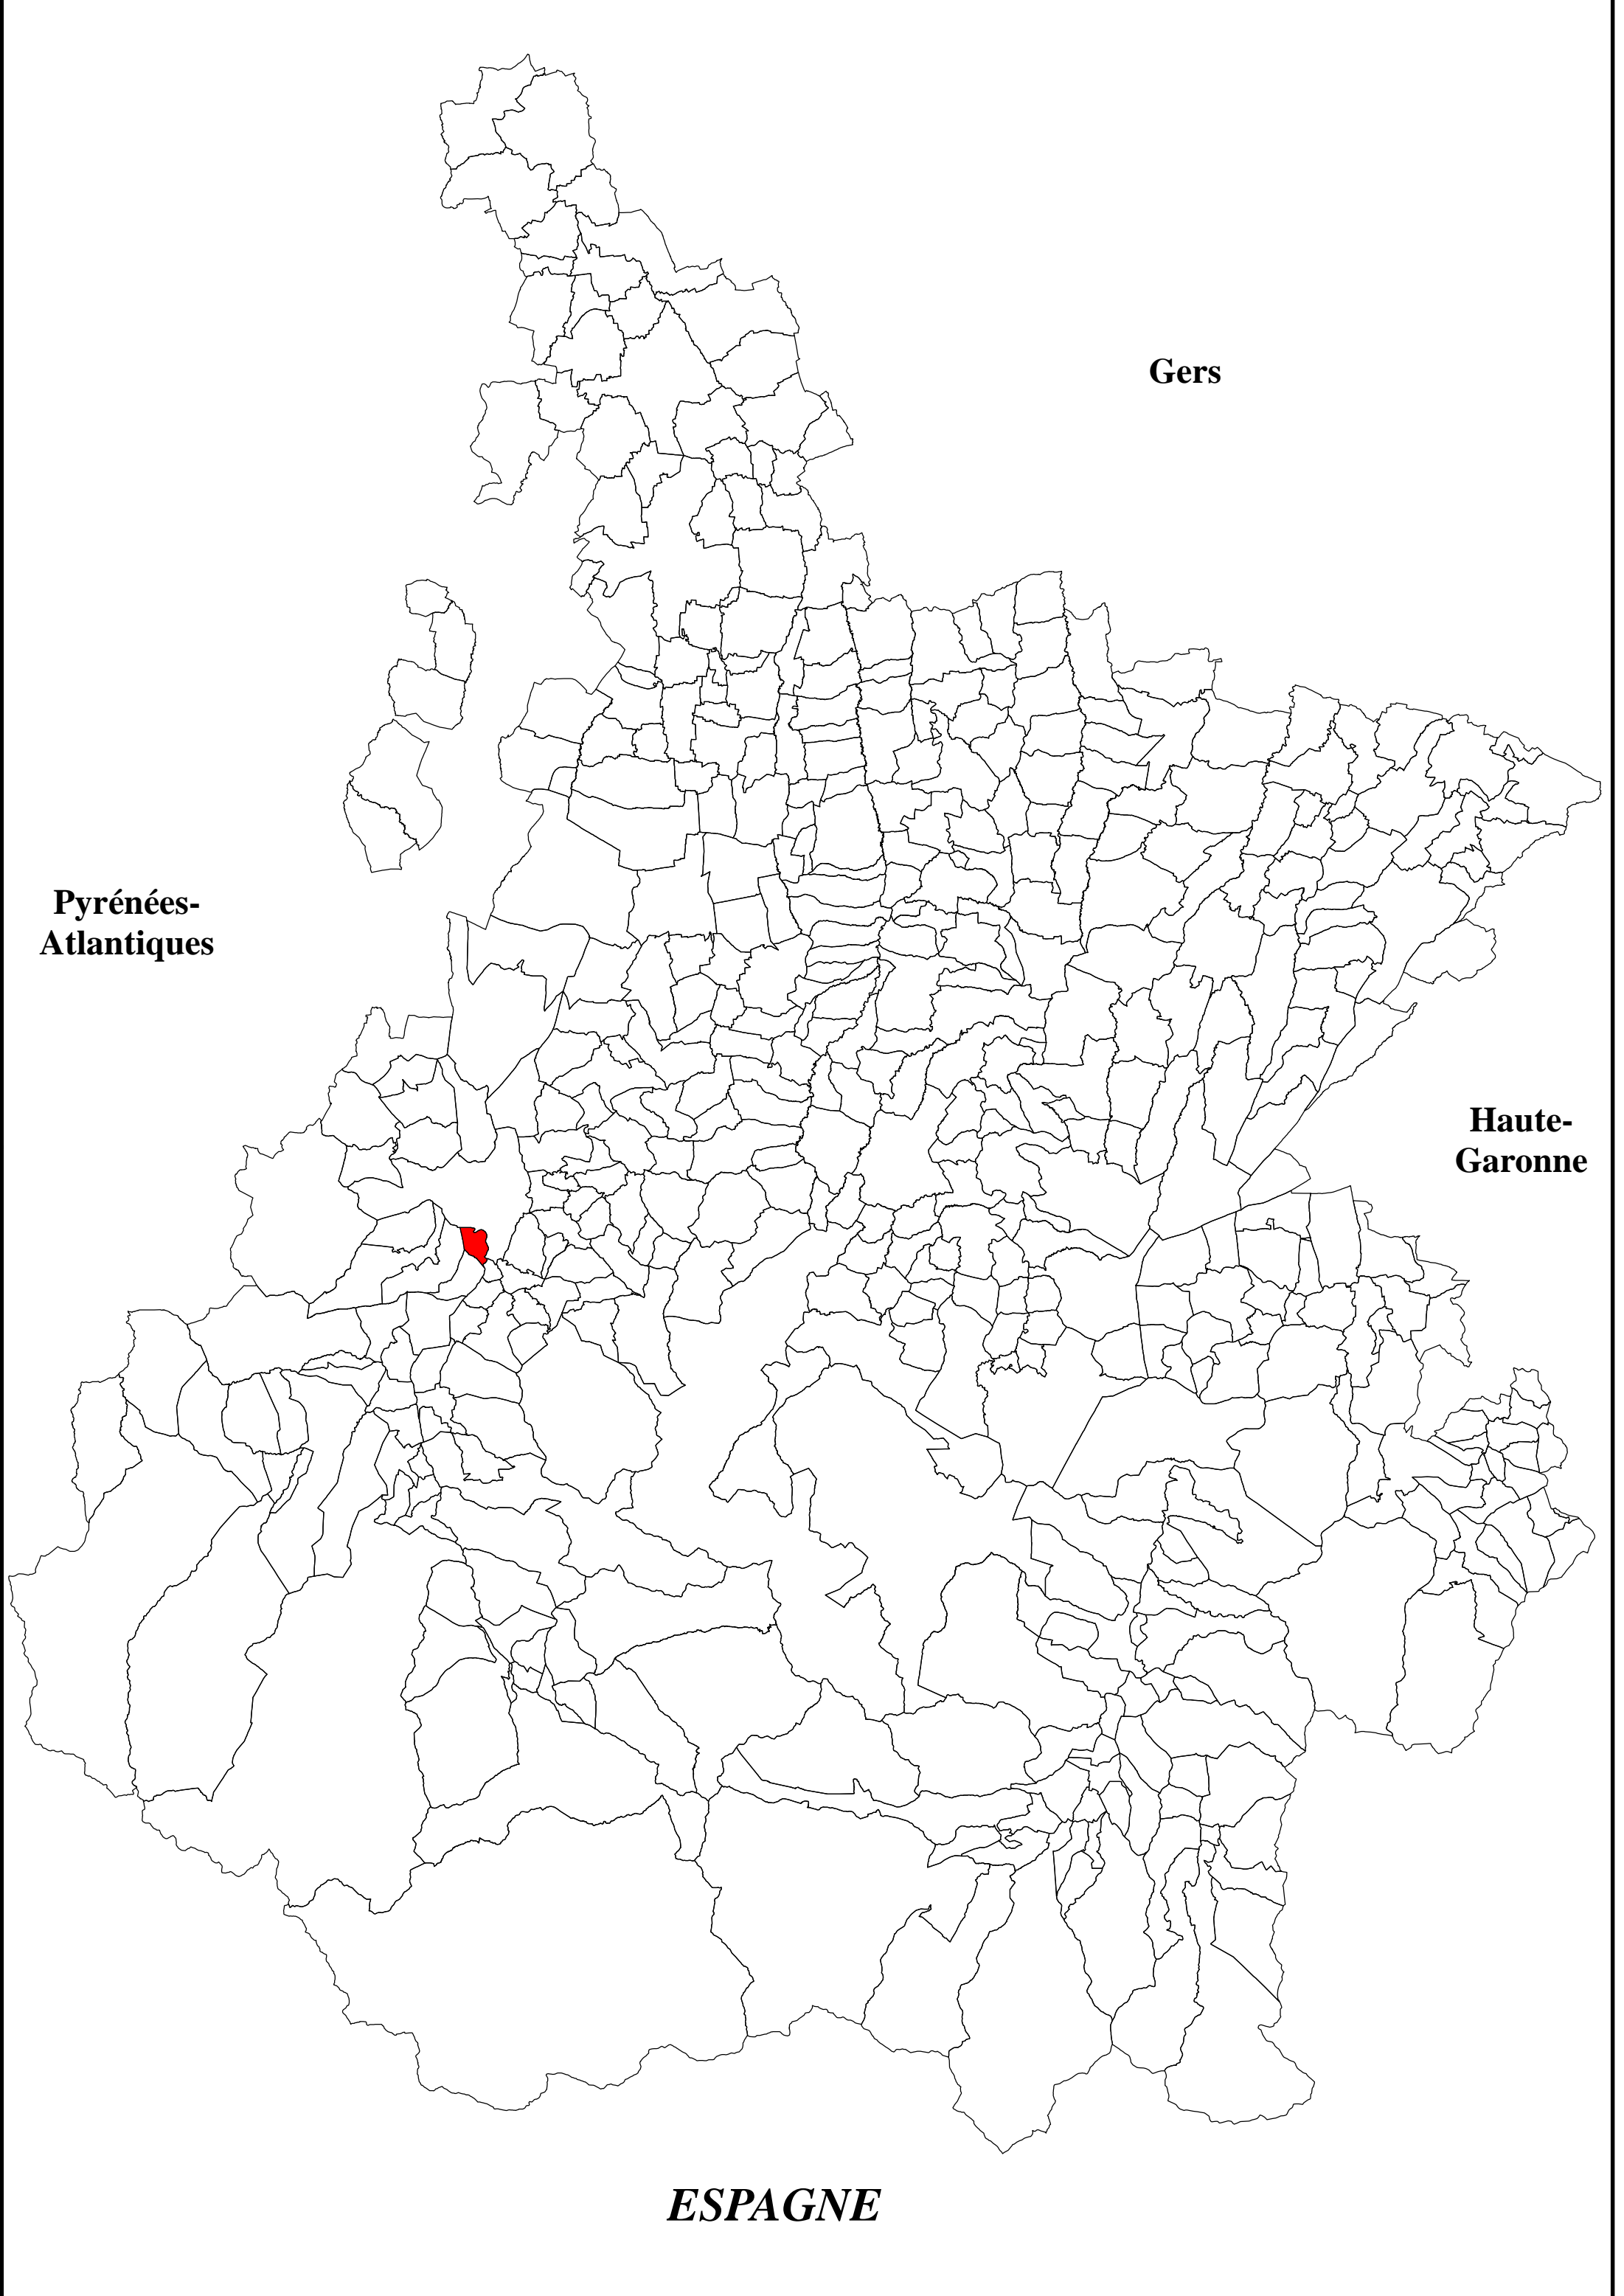 Gers
Pyrénées-
Atlantiques
Haute-
Garonne
ESPAGNE